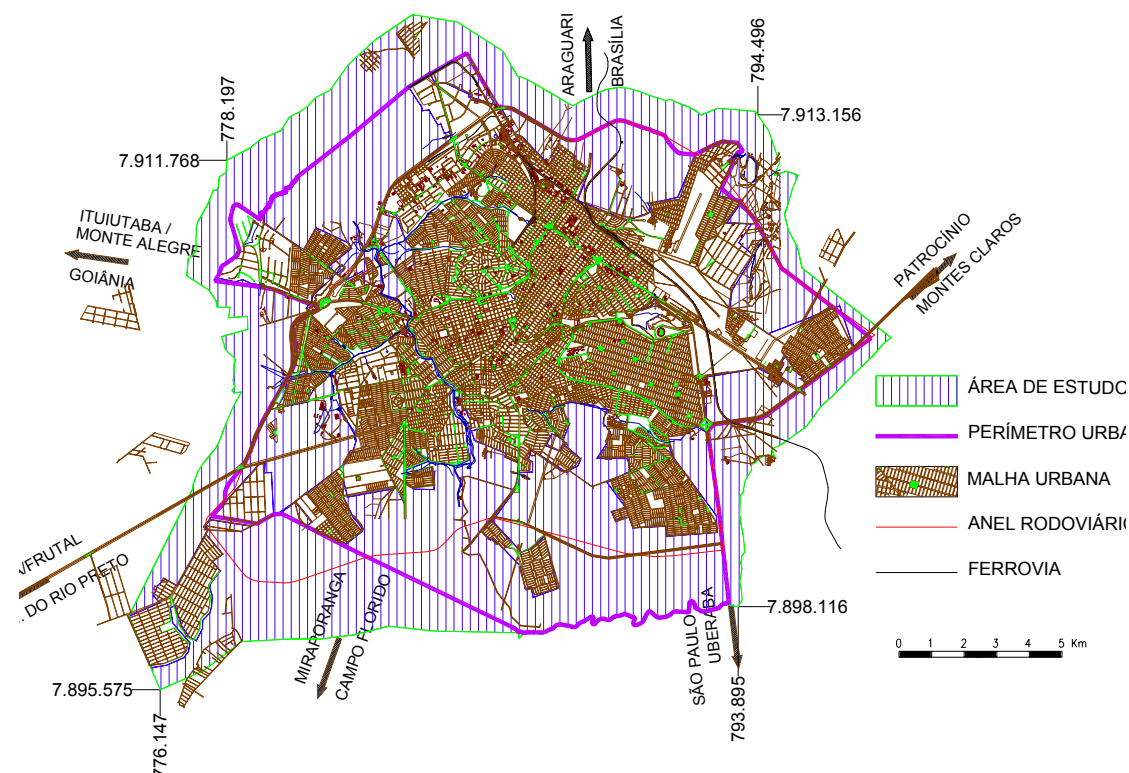 ARAGUARI
BRASÍLIA
794.496
778.197
7.913.156
7.911.768
ITUIUTABA /
MONTE ALEGRE
GOIÂNIA
PATROCÍNIO
MONTES CLAROS
ÁREA DE ESTUDO
PERÍMETRO URBA
MALHA URBANA
ANEL RODOVIÁRIO
FERROVIA
/FRUTAL
. DO RIO PRETO
MIRAPORANGA
CAMPO FLORIDO
SÃO PAULO
UBERABA
7.898.116
793.895
0 1 2 3 4 5 Km
7.895.575
776.147